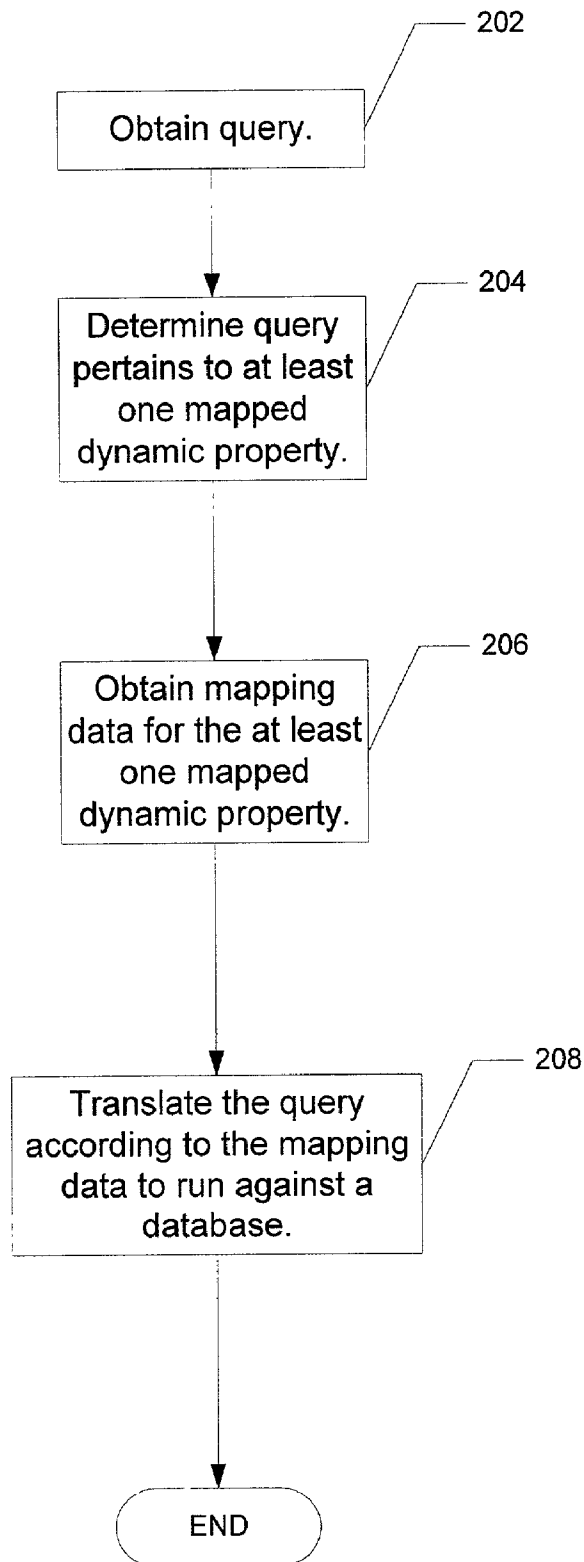 202
Obtain query.
204
Determine query
pertains to at least
one mapped
dynamic property.
206
Obtain mapping
data for the at least
one mapped
dynamic property.
208
Translate the query
according to the mapping
data to run against a
database.
END